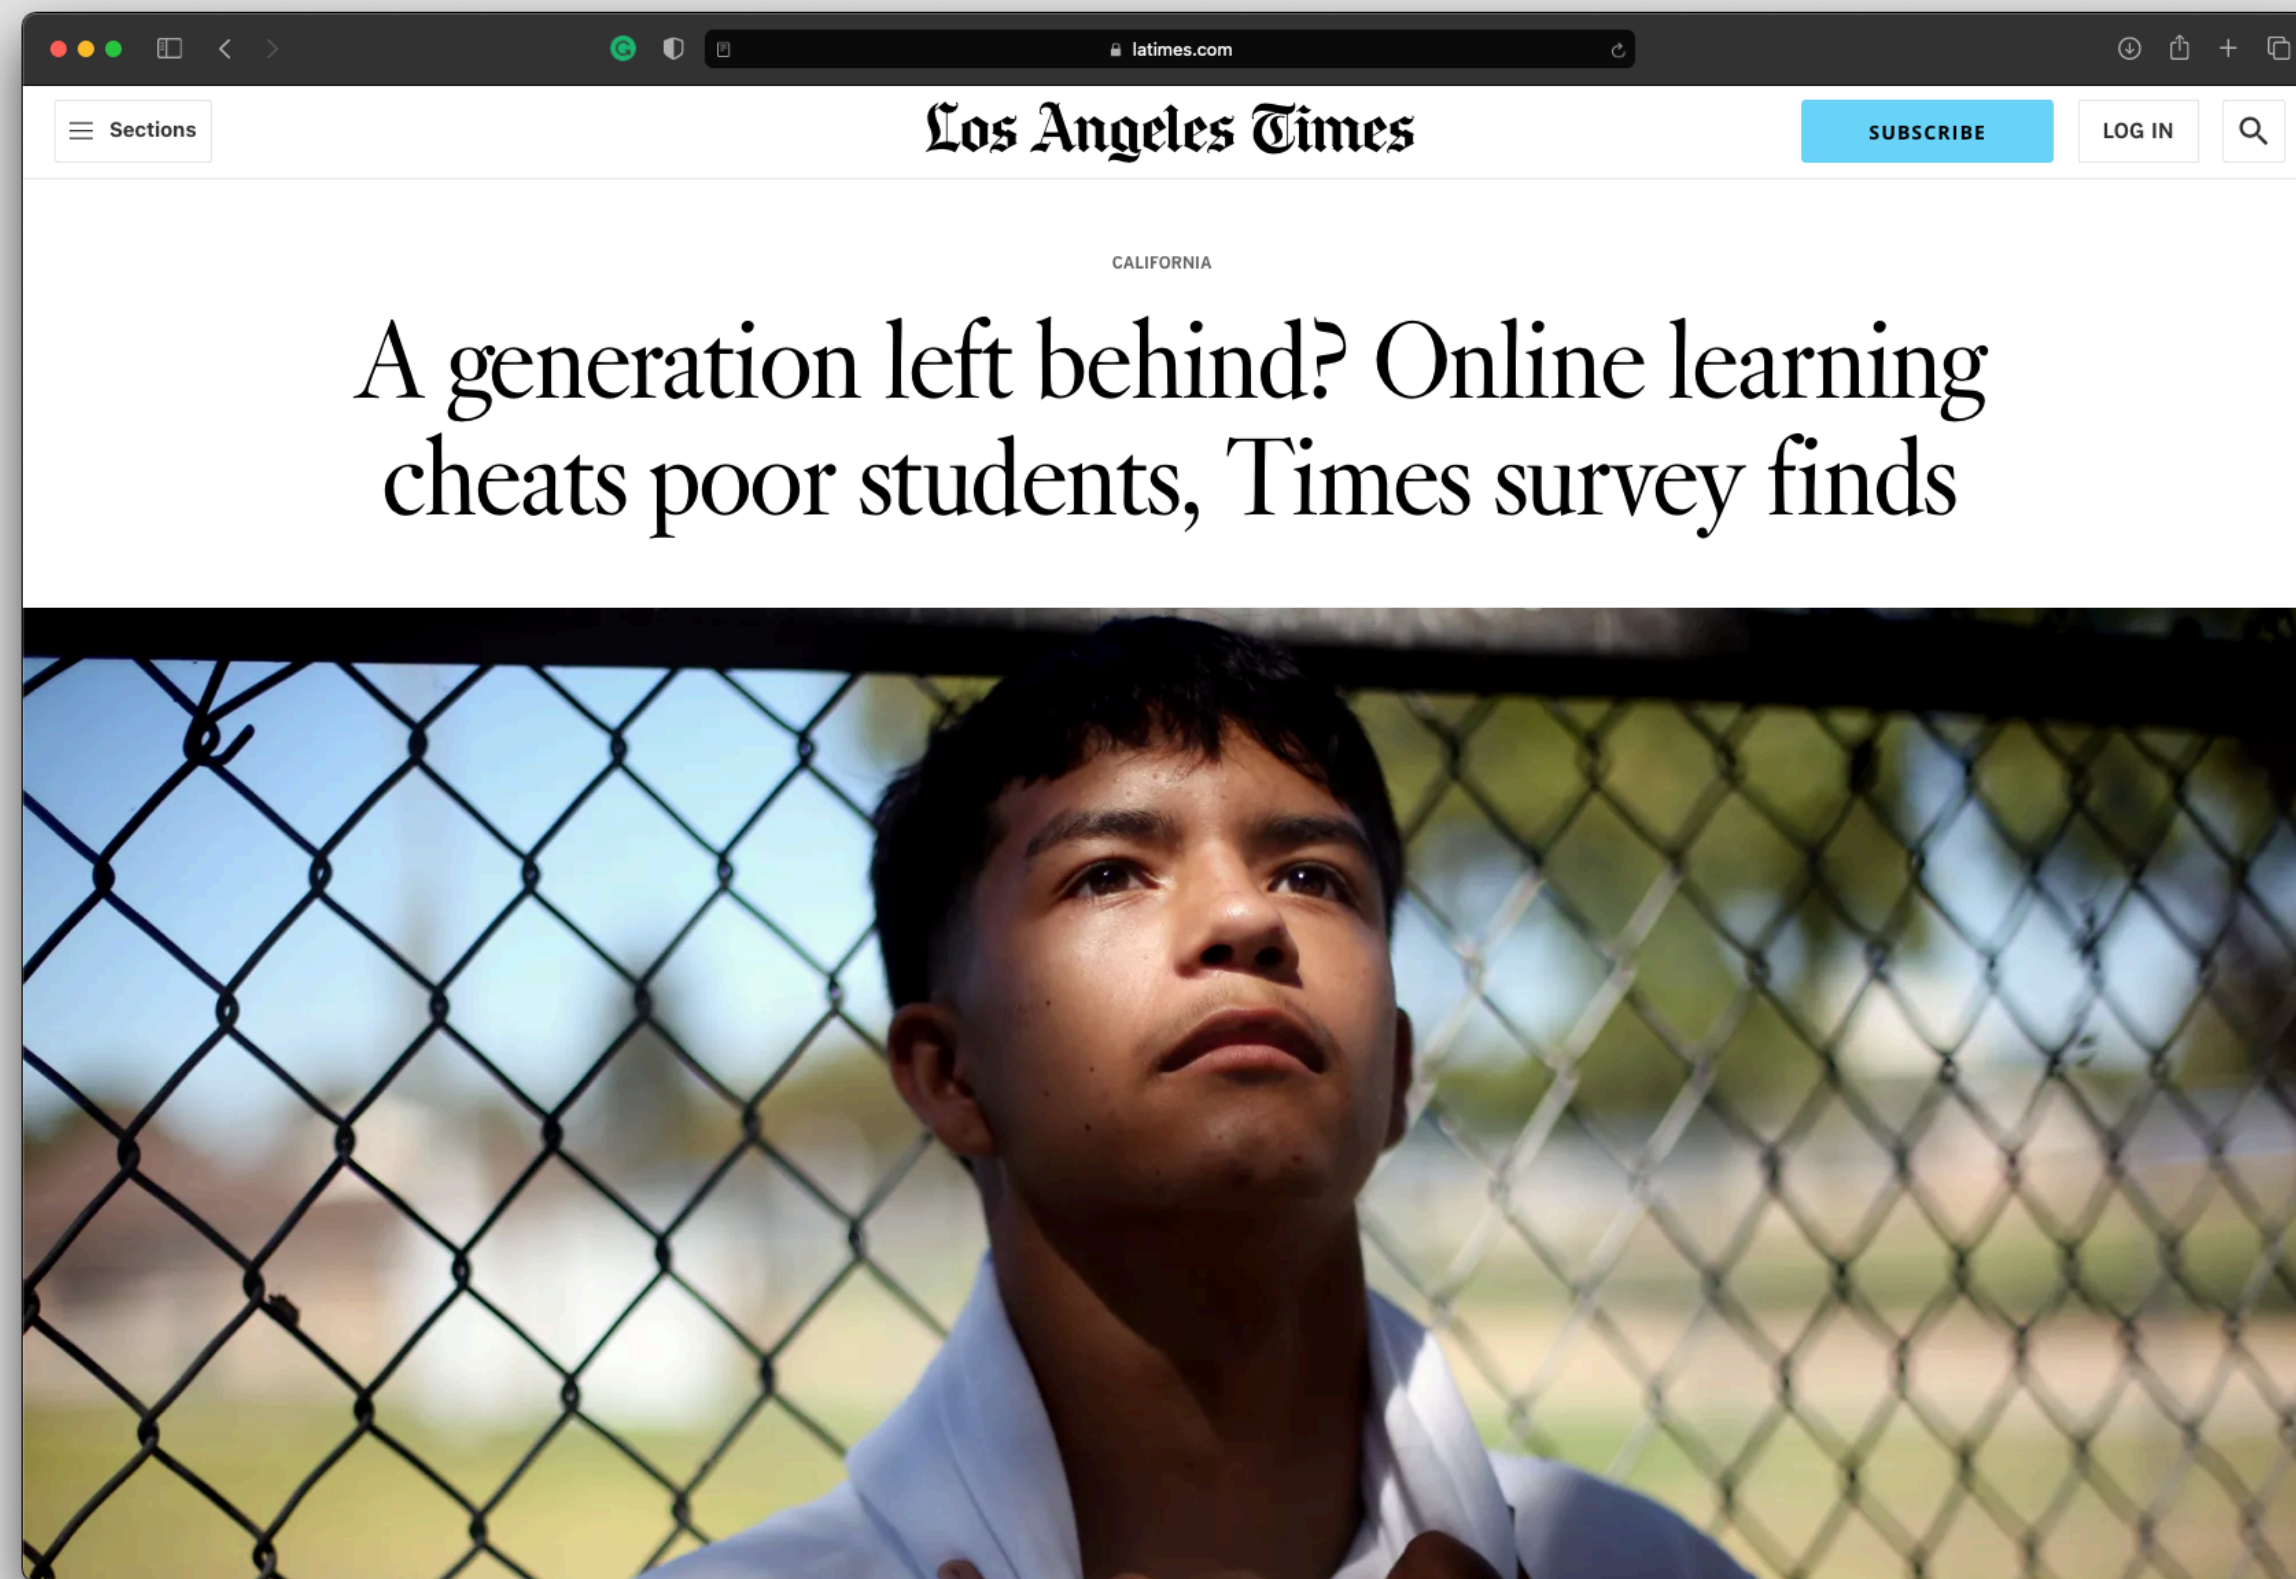 latimes.com
Sections
Los Angeles Times
SUBSCRIBE
LOG IN
CALIFORNIA
A generation left behind? Online learning
cheats poor students, Times survey finds